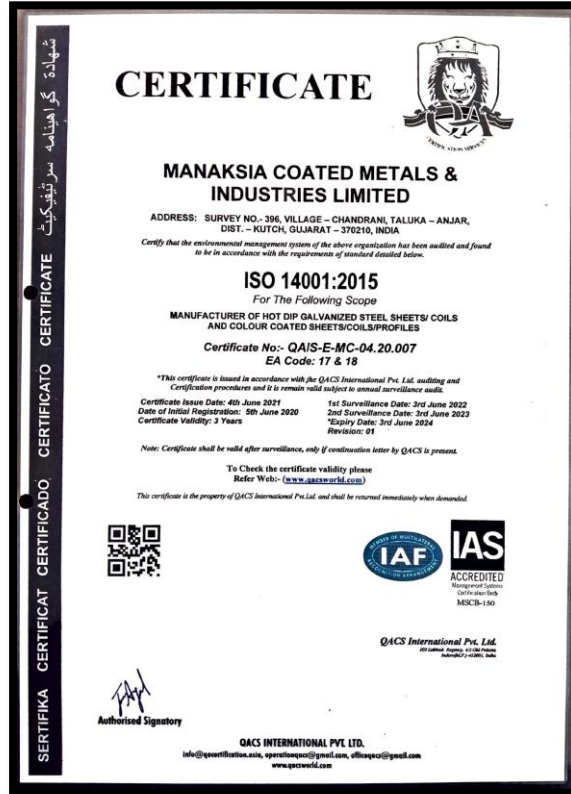 شهادة گواهینامه سرٹیفیکیٹ
SERTIFIKA CERTIFICAT CERTIFICADO, CERTIFICATO CERTIFICATE
CERTIFICATE
CERTIFICATION SERVICES
MANAKSIA COATED METALS &
INDUSTRIES LIMITED
ADDRESS: SURVEY NO.- 396, VILLAGE – CHANDRANI, TALUKA – ANJAR,
DIST. – KUTCH, GUJARAT – 370210, INDIA
Certify that the environmental management system of the above organization has been audited and found
to be in accordance with the requirements of standard detailed below.
ISO 14001:2015
For The Following Scope
MANUFACTURER OF HOT DIP GALVANIZED STEEL SHEETS/ COILS
AND COLOUR COATED SHEETS/COILS/PROFILES
Certificate No:- QAIS-E-MC-04.20.007
EA Code: 17 & 18
*This certificate is issued in accordance with the QACS International Pvt. Ltd. auditing and
Certification procedures and it is remain valid subject to annual surveillance audit.
Certificate Issue Date: 4th June 2021
Date of Initial Registration: 5th June 2020
Certificate Validity: 3 Years
1st Surveillance Date: 3rd June 2022
2nd Surveillance Date: 3rd June 2023
*Expiry Date: 3rd June 2024
Revision: 01
Note: Certificate shall be valid after surveillance, only if continuation letter by QACS is present.
To Check the certificate validity please
Refer Web:- (www.qacsworld.com)
This certificate is the property of QACS International Pvt.Ltd. and shall be returned immediately when demanded.
MEMBER OF MULTILATERAL
IAF
RECOGNITION ARRANGEMENT
IAS
ACCREDITED
Management Systems
Certification Body
MSCB-150
QACS International Pvt. Ltd.
Authorised Signatory
QACS INTERNATIONAL PVT. LTD.
info@qacertification.asia, operationqacs@gmail.com, officeqacs@gmail.com
www.qacsworld.com